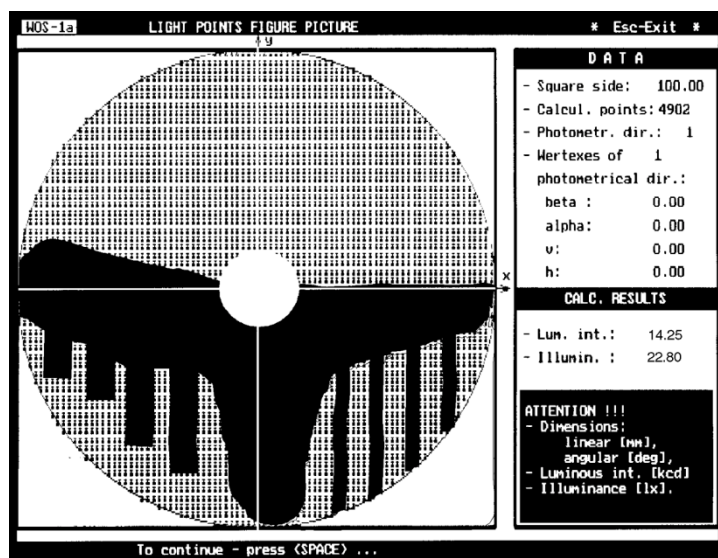 WOS-1a LIGHT POINTS FIGURE PICTURE * Esc-Exit *
y
x
D A T A
- Square side: 100.00
- Calcul. points: 4902
- Photometr. dir.: 1
- Wertexes of 1
photometrical dir.:
beta : 0.00
alpha: 0.00
v: 0.00
h: 0.00
CALC. RESULTS
- Lum. int.: 14.25
- Illumin. : 22.80
ATTENTION !!!
- Dimensions:
linear [mm],
angular [deg],
- Luminous int. [kcd]
- Illuminance [lx].
To continue - press <SPACE> ...